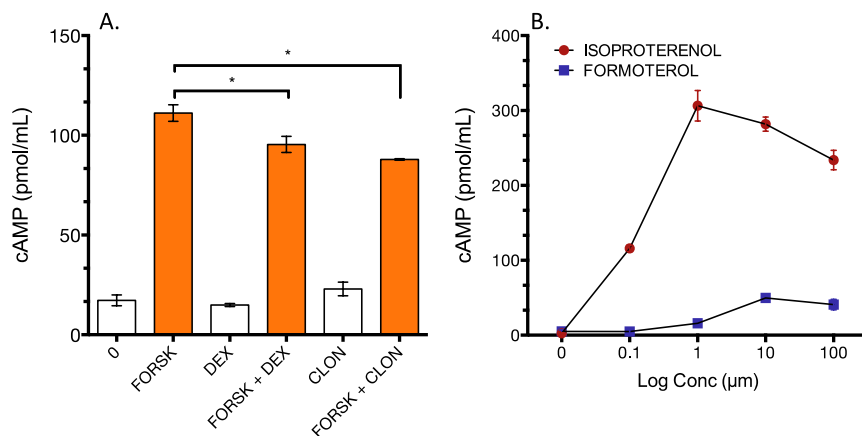 A.
cAMP (pmol/mL)
150
100
50
0
*
*
0
FORSK
DEX
FORSK + DEX
CLON
FORSK + CLON
B.
cAMP (pmol/mL)
400
300
200
100
0
ISOPROTERENOL
FORMOTEROL
0 0.1 1 10 100
Log Conc (µm)